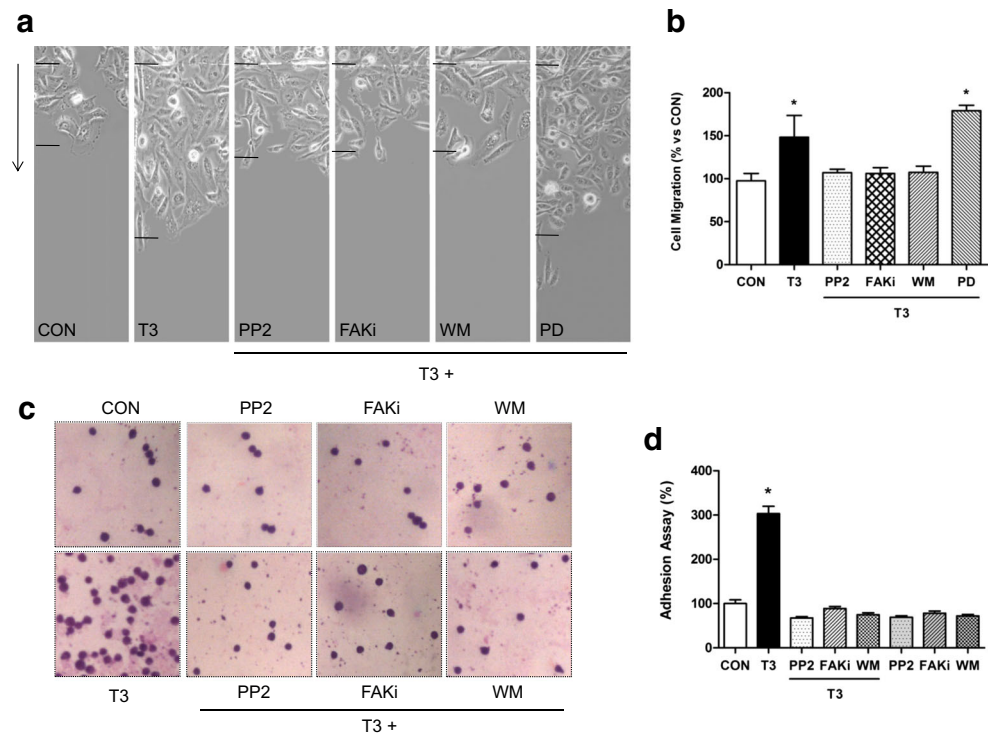 a
CON T3 PP2 FAKi WM PD
T3 +
b
Cell Migration (% vs CON)
200
150
100
50
0
* *
CON T3 PP2 FAKi WM PD
T3
c
CON PP2 FAKi WM
T3 PP2 FAKi WM
T3 +
d
Adhesion Assay (%)
400
300
200
100
0
*
CON T3 PP2 FAKi WM PP2 FAKi WM
T3